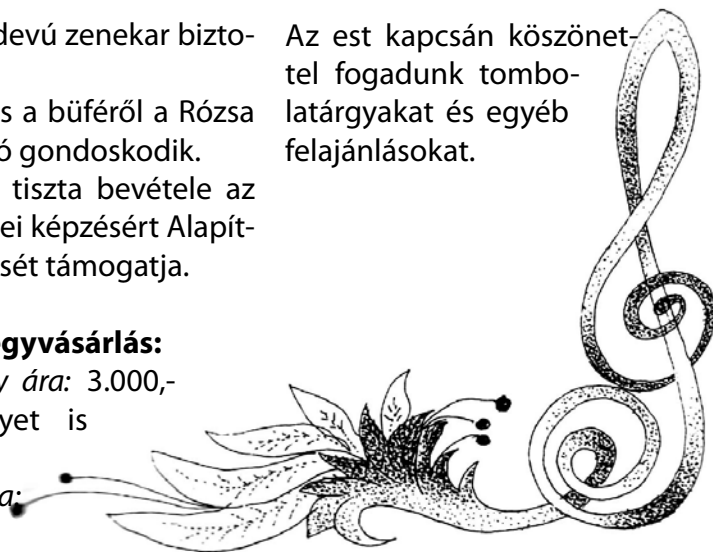 devú zenekar bizto-
s a büféről a Rózsa
ó gondoskodik.
tiszta bevétele az
ei képzésért Alapít-
sét támogatja.
egyvásárlás:
y ára: 3.000,-
yet is
a:
Az est kapcsán köszönet-
tel fogadunk tombo-
latárgyakat és egyéb
felajánlásokat.